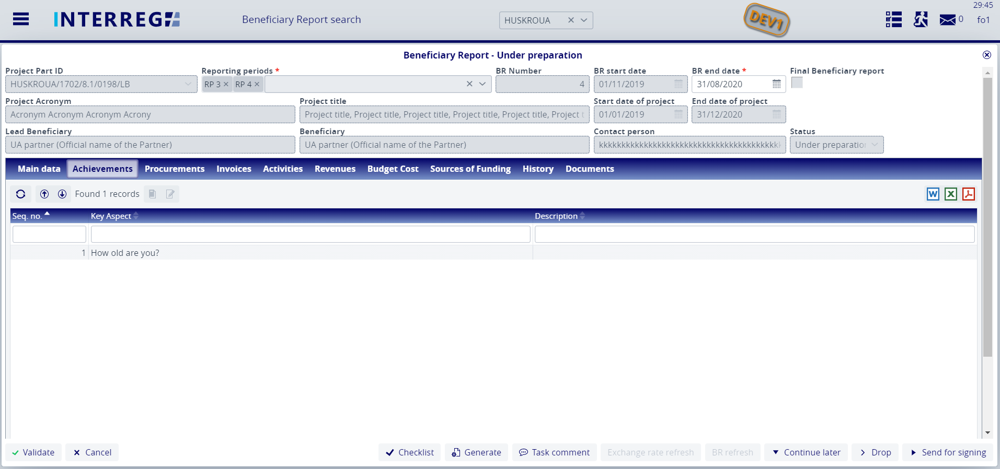 INTERREG
Beneficiary Report search
HUSKROUA
DEV1
0
29:45
fo1
Beneficiary Report - Under preparation
Project Part ID
Reporting periods *
BR Number
BR start date
BR end date *
Final Beneficiary report
HUSKROUA/1702/8.1/0198/LB
RP 3
RP 4
4
01/11/2019
31/08/2020
Project Acronym
Project title
Start date of project
End date of project
Acronym Acronym Acronym Acrony
Project title, Project title, Project title, Project title, Project title, Project t
01/01/2019
31/12/2020
Lead Beneficiary
Beneficiary
Contact person
Status
UA partner (Official name of the Partner)
UA partner (Official name of the Partner)
Under preparation
Main data
Achievements
Procurements
Invoices
Activities
Revenues
Budget Cost
Sources of Funding
History
Documents
Found 1 records
W
X
Seq. no.
Key Aspect
Description
1
How old are you?
Validate
Cancel
Checklist
Generate
Task comment
Exchange rate refresh
BR refresh
Continue later
Drop
Send for signing